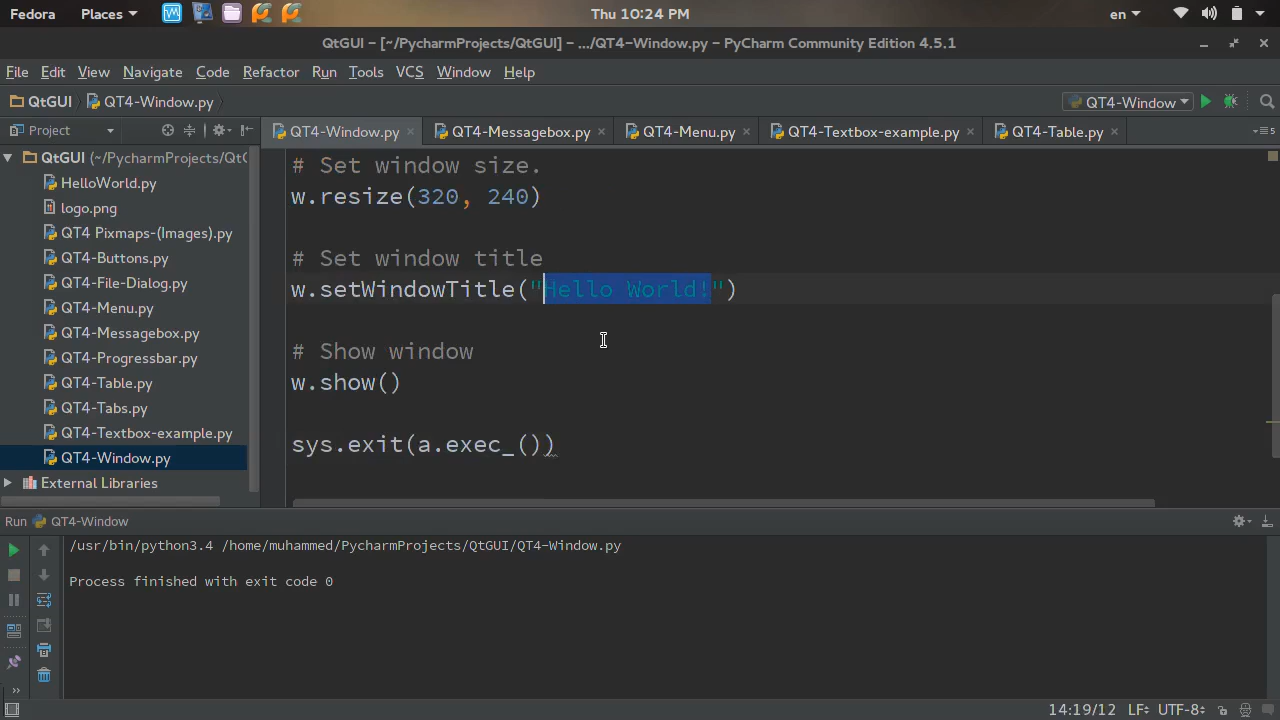 Fedora Places Thu 10:24 PM en
QtGUI – [~/PycharmProjects/QtGUI] – .../QT4-Window.py – PyCharm Community Edition 4.5.1
File Edit View Navigate Code Refactor Run Tools VCS Window Help
QtGUI QT4-Window.py QT4-Window
Project QT4-Window.py QT4-Messagebox.py QT4-Menu.py QT4-Textbox-example.py QT4-Table.py
QtGUI (~/PycharmProjects/QtG
HelloWorld.py
logo.png
QT4 Pixmaps-(Images).py
QT4-Buttons.py
QT4-File-Dialog.py
QT4-Menu.py
QT4-Messagebox.py
QT4-Progressbar.py
QT4-Table.py
QT4-Tabs.py
QT4-Textbox-example.py
QT4-Window.py
External Libraries
# Set window size.
w.resize(320, 240)
# Set window title
w.setWindowTitle("Hello World!")
# Show window
w.show()
sys.exit(a.exec_())
Run QT4-Window
/usr/bin/python3.4 /home/muhammed/PycharmProjects/QtGUI/QT4-Window.py
Process finished with exit code 0
14:19/12 LF UTF-8